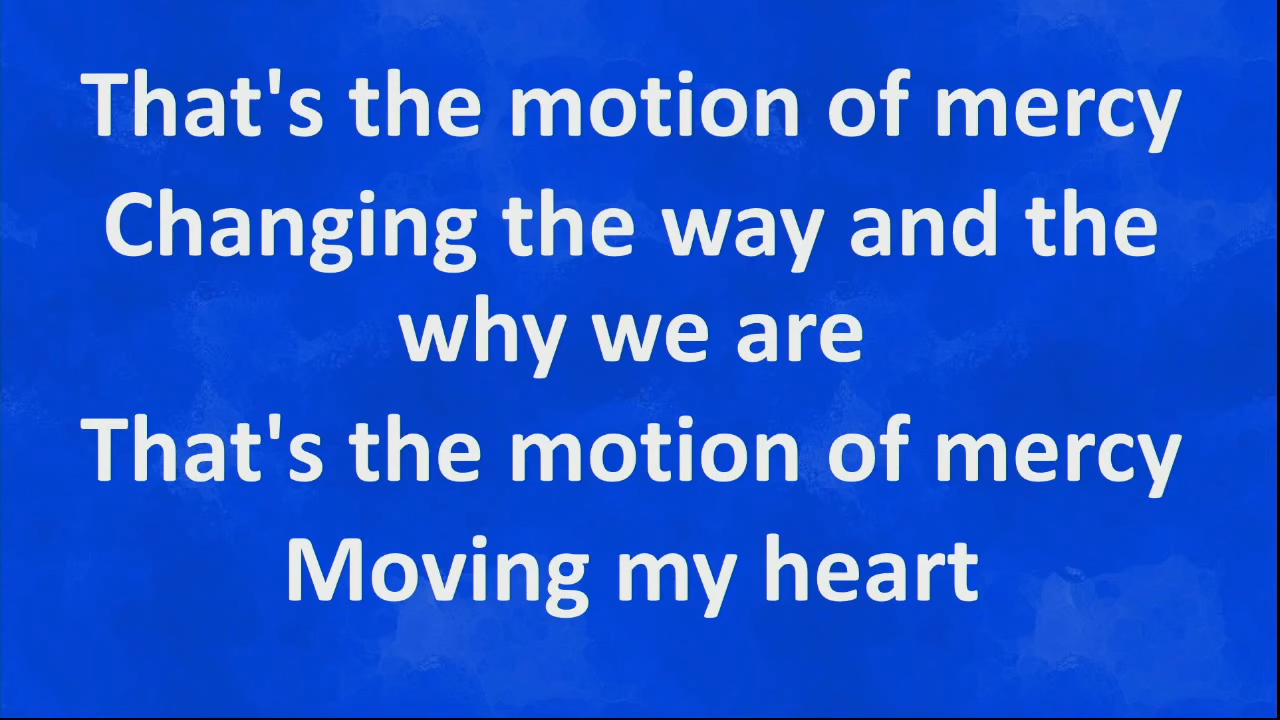 That's the motion of mercy
Changing the way and the
why we are
That's the motion of mercy
Moving my heart